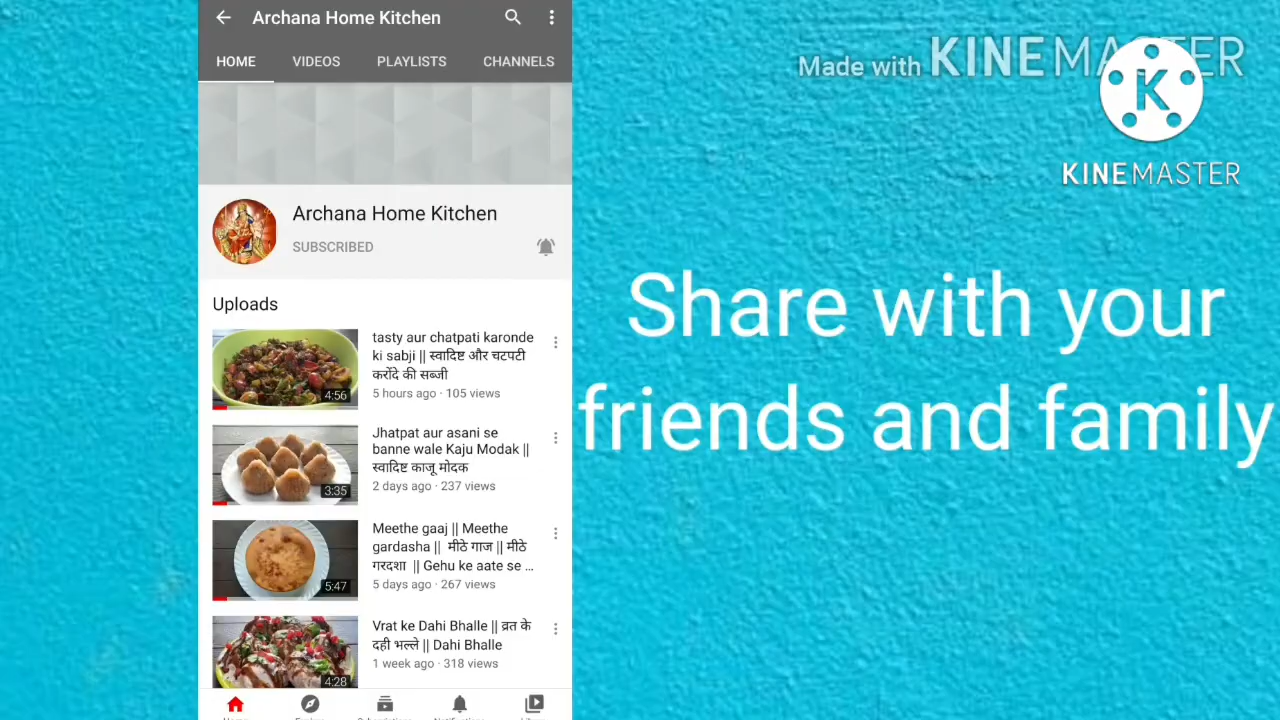 Archana Home Kitchen
HOME VIDEOS PLAYLISTS CHANNELS
Made with KINEMASTER
K
KINEMASTER
Archana Home Kitchen
SUBSCRIBED
Uploads
tasty aur chatpati karonde
ki sabji || स्वादिष्ट और चटपटी
करोंदे की सब्जी
5 hours ago · 105 views
4:56
Jhatpat aur asani se
banne wale Kaju Modak ||
स्वादिष्ट काजू मोदक
2 days ago · 237 views
3:35
Meethe gaaj || Meethe
gardasha || मीठे गाज || मीठे
गरदशा || Gehu ke aate se ...
5 days ago · 267 views
5:47
Vrat ke Dahi Bhalle || व्रत के
दही भल्ले || Dahi Bhalle
1 week ago · 318 views
4:28
Share with your
friends and family